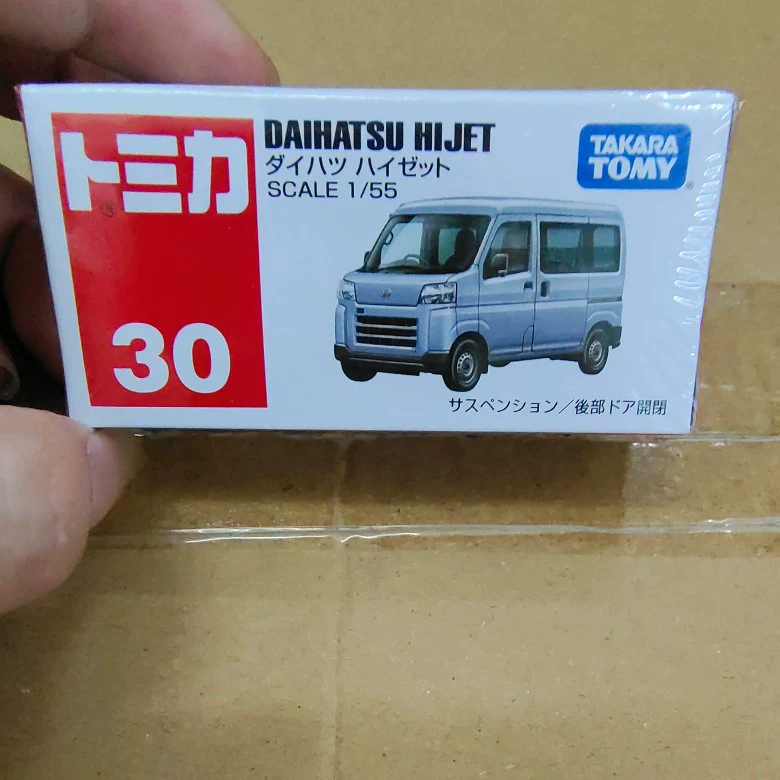 トミカ
30
DAIHATSU HIJET
ダイハツ ハイゼット
SCALE 1/55
TAKARA
TOMY
サスペンション/後部ドア開閉